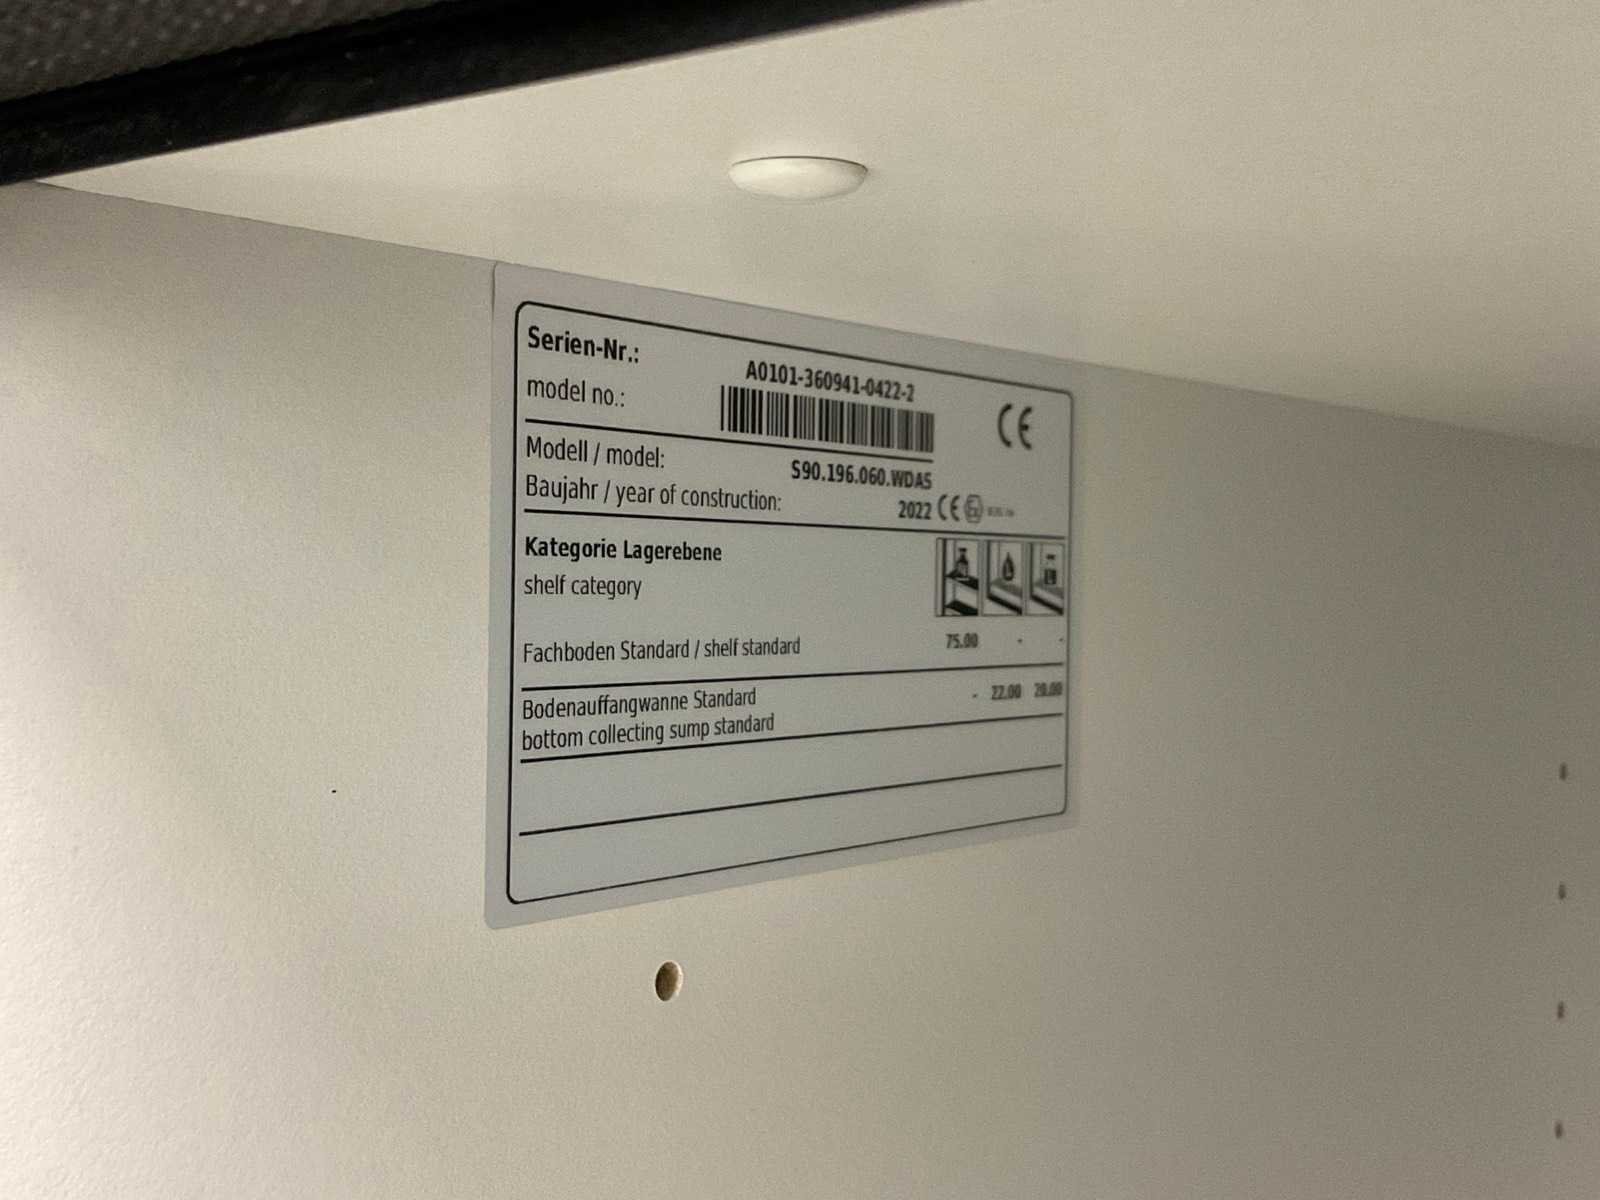 Serien-Nr.:
A0101-360941-0422-2
model no.:
CE
Modell / model:
S90.196.060.WDAS
Baujahr / year of construction:
2022 CE Ex
Kategorie Lagerebene
shelf category
Fachboden Standard / shelf standard 75.00 - -
Bodenauffangwanne Standard - 22.00 20.00
bottom collecting sump standard